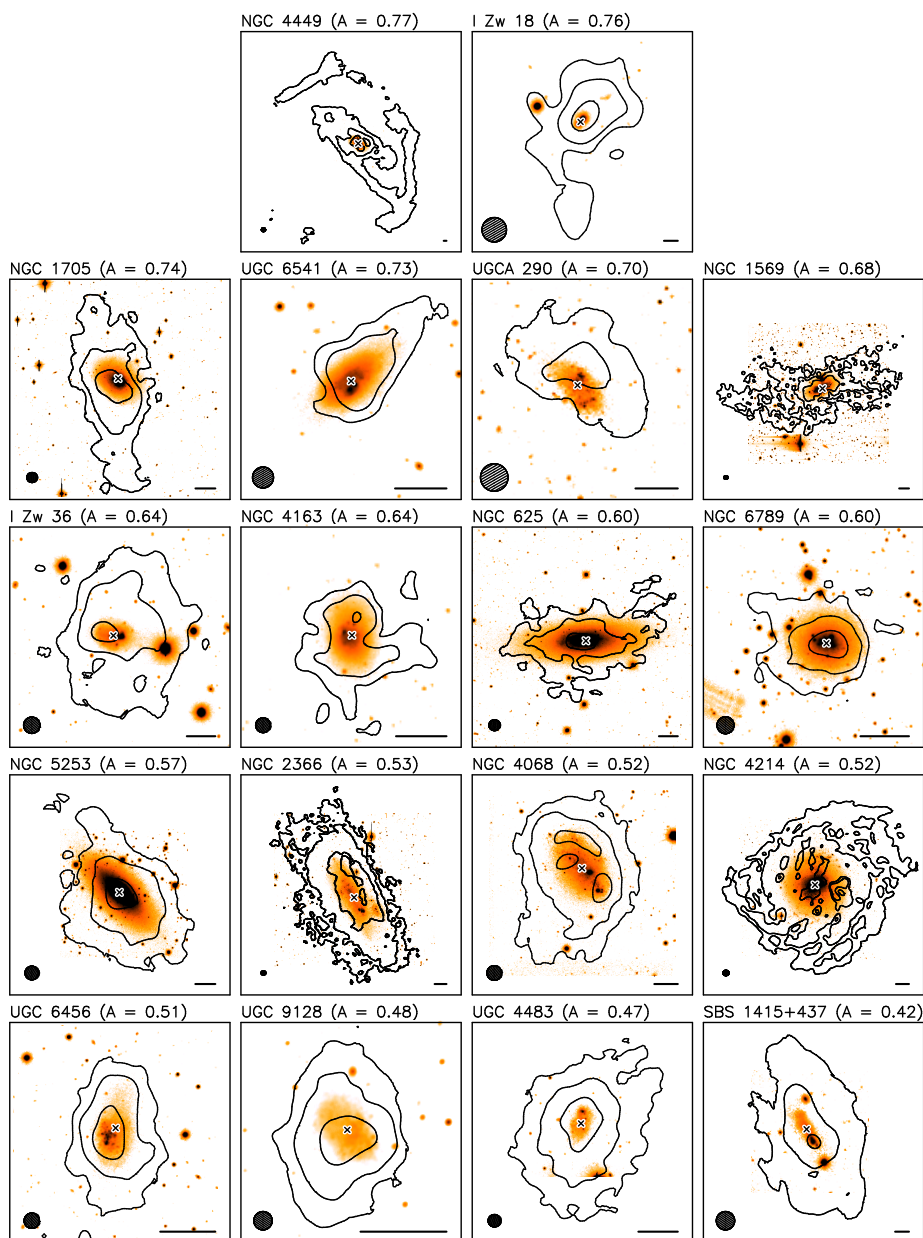 NGC 4449 (A = 0.77)
I Zw 18 (A = 0.76)
NGC 1705 (A = 0.74)
UGC 6541 (A = 0.73)
UGCA 290 (A = 0.70)
NGC 1569 (A = 0.68)
I Zw 36 (A = 0.64)
NGC 4163 (A = 0.64)
NGC 625 (A = 0.60)
NGC 6789 (A = 0.60)
NGC 5253 (A = 0.57)
NGC 2366 (A = 0.53)
NGC 4068 (A = 0.52)
NGC 4214 (A = 0.52)
UGC 6456 (A = 0.51)
UGC 9128 (A = 0.48)
UGC 4483 (A = 0.47)
SBS 1415+437 (A = 0.42)